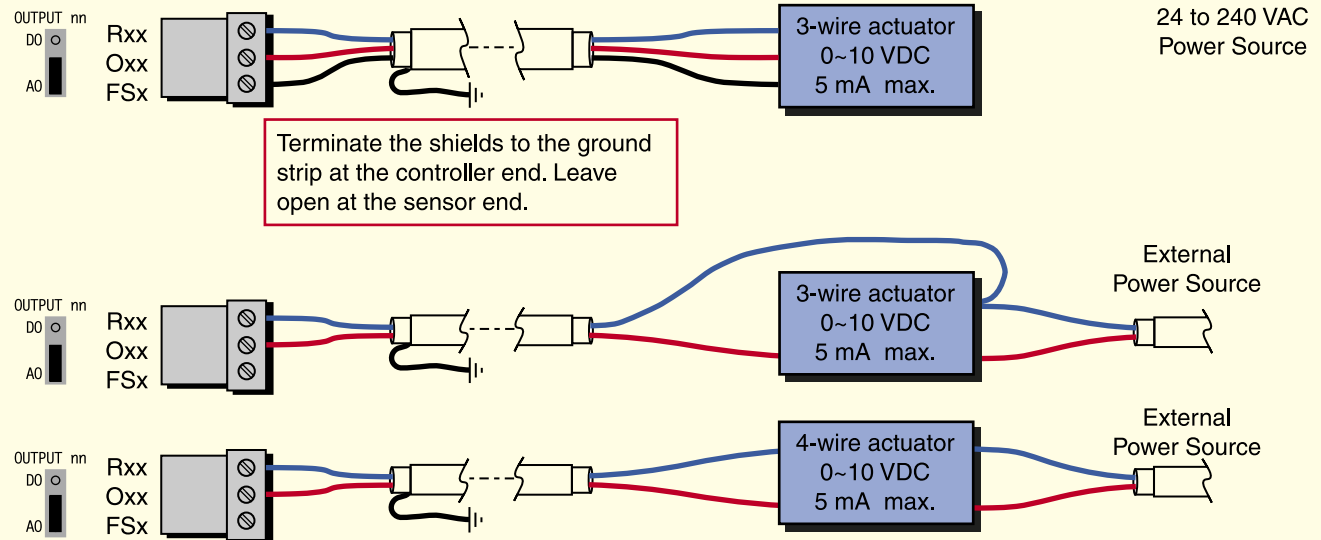 OUTPUT nn
DO
AO
Rxx
Oxx
FSx
3-wire actuator
0~10 VDC
5 mA max.
24 to 240 VAC
Power Source
Terminate the shields to the ground
strip at the controller end. Leave
open at the sensor end.
OUTPUT nn
DO
AO
Rxx
Oxx
FSx
3-wire actuator
0~10 VDC
5 mA max.
External
Power Source
OUTPUT nn
DO
AO
Rxx
Oxx
FSx
4-wire actuator
0~10 VDC
5 mA max.
External
Power Source